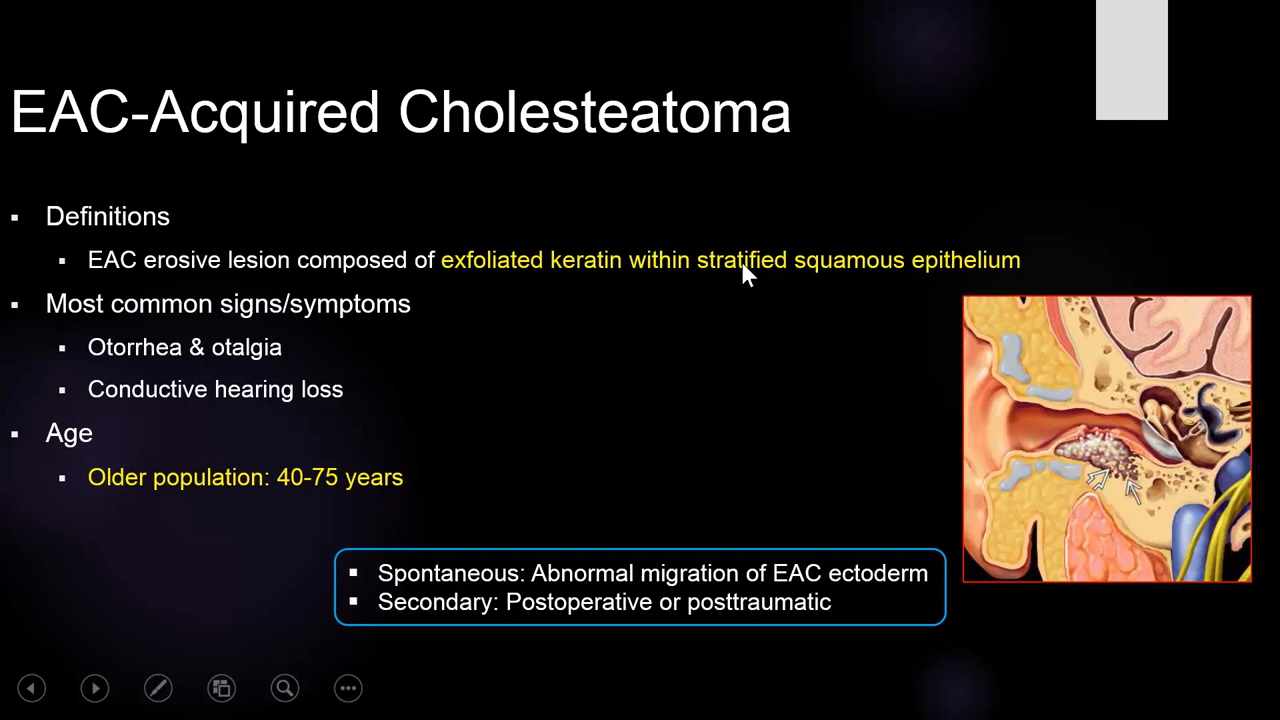 EAC-Acquired Cholesteatoma
Definitions
EAC erosive lesion composed of exfoliated keratin within stratified squamous epithelium
Most common signs/symptoms
Otorrhea & otalgia
Conductive hearing loss
Age
Older population: 40-75 years
Spontaneous: Abnormal migration of EAC ectoderm
Secondary: Postoperative or posttraumatic